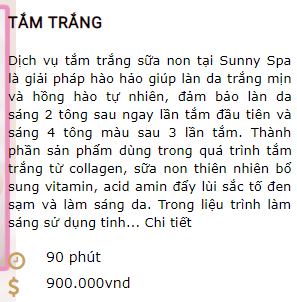 TẮM TRẮNG
Dịch vụ tắm trắng sữa non tại Sunny Spa
là giải pháp hào hảo giúp làn da trắng mịn
và hồng hào tự nhiên, đảm bảo làn da
sáng 2 tông sau ngay lần tắm đầu tiên và
sáng 4 tông màu sau 3 lần tắm. Thành
phần sản phẩm dùng trong quá trình tắm
trắng từ collagen, sữa non thiên nhiên bổ
sung vitamin, acid amin đẩy lùi sắc tố đen
sạm và làm sáng da. Trong liệu trình làm
sáng sử dụng tinh... Chi tiết
90 phút
900.000vnd